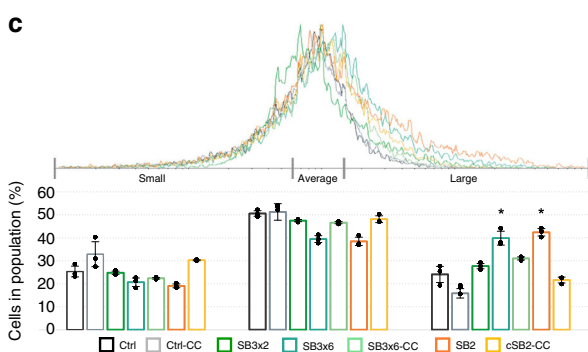 c
Small Average Large
Cells in population (%)
60
50
40
30
20
10
0
* *
Ctrl Ctrl-CC SB3x2 SB3x6 SB3x6-CC SB2 cSB2-CC